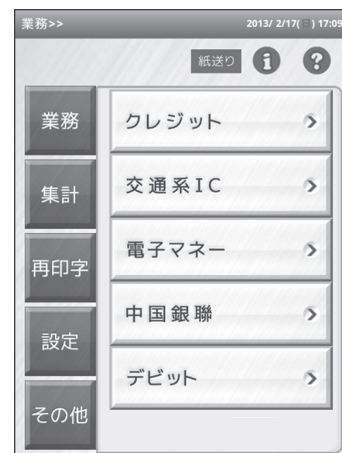 業務>> 2013/ 2/17(日) 17:09
紙送り i ?
業務
集計
再印字
設定
その他
クレジット
交通系IC
電子マネー
中国銀聯
デビット